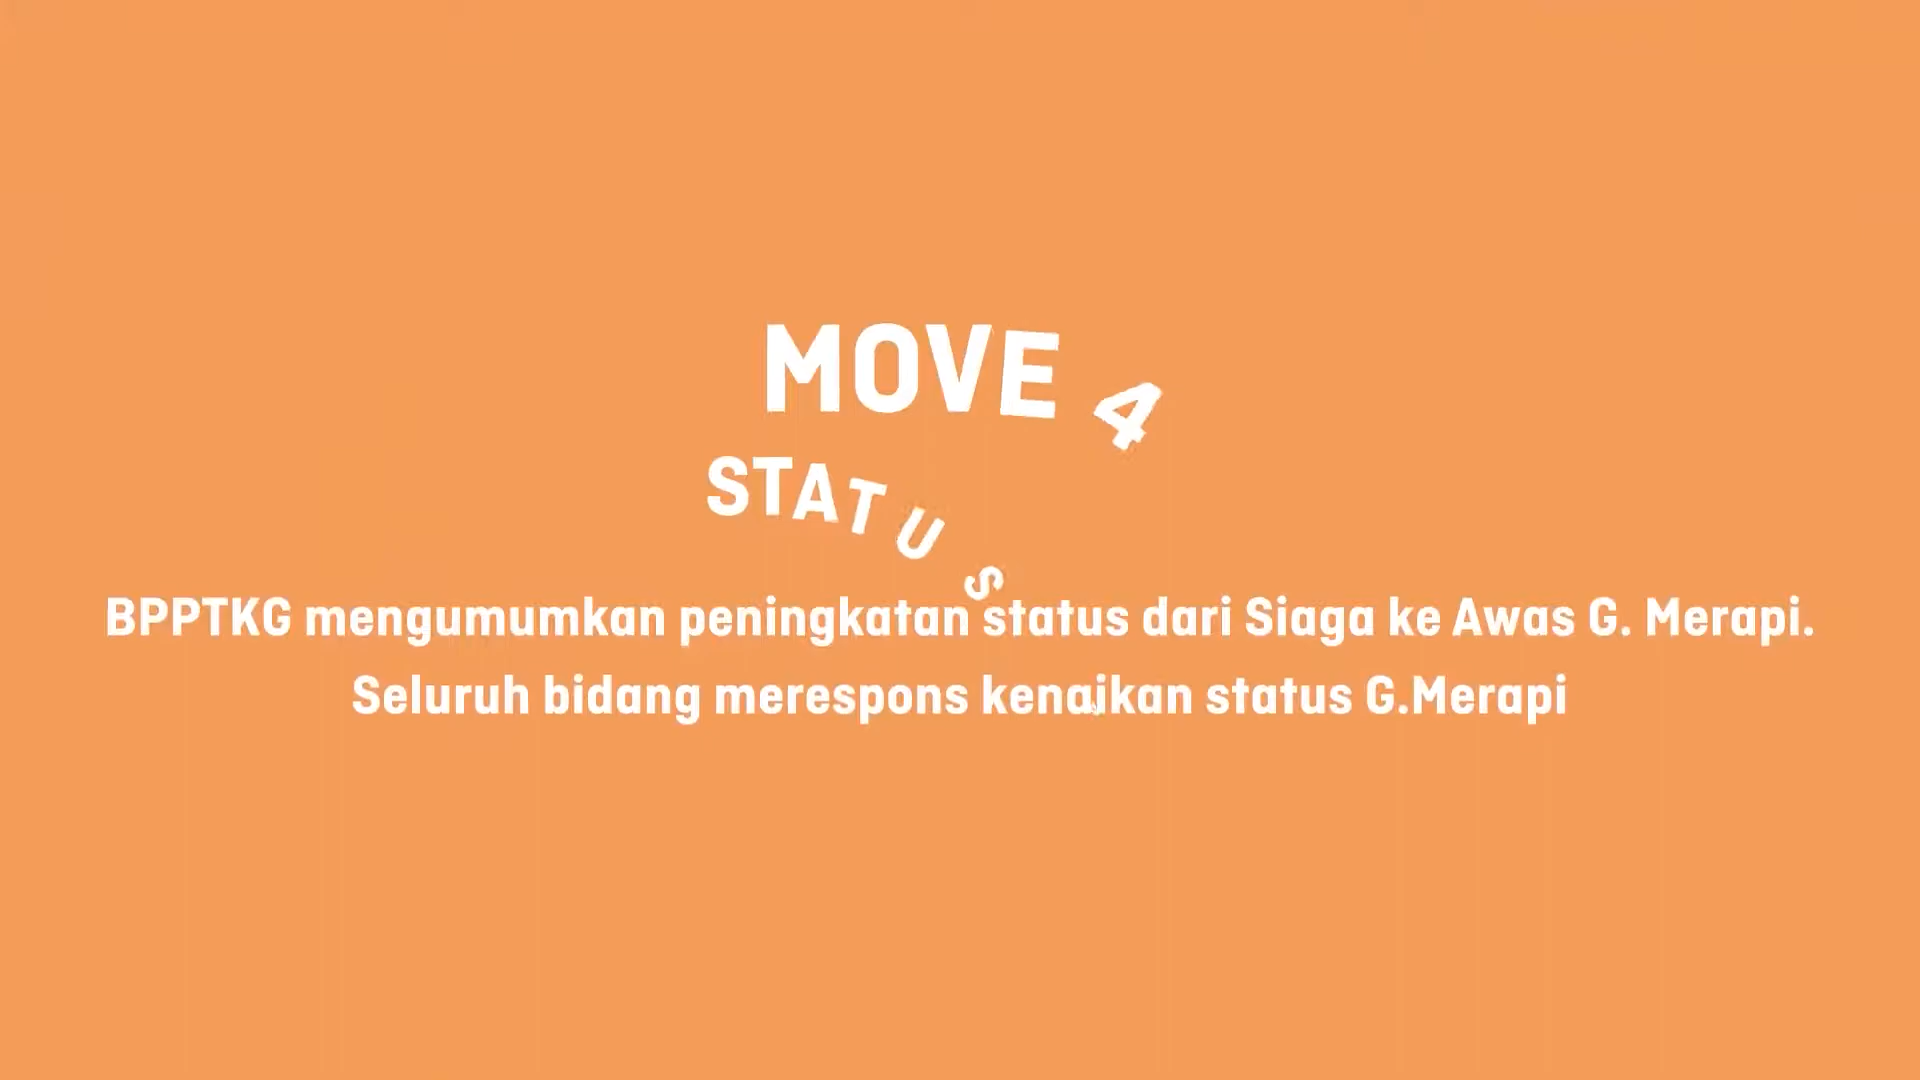 MOVE 4
STATUS
BPPTKG mengumumkan peningkatan status dari Siaga ke Awas G. Merapi.
Seluruh bidang merespons kenaikan status G.Merapi